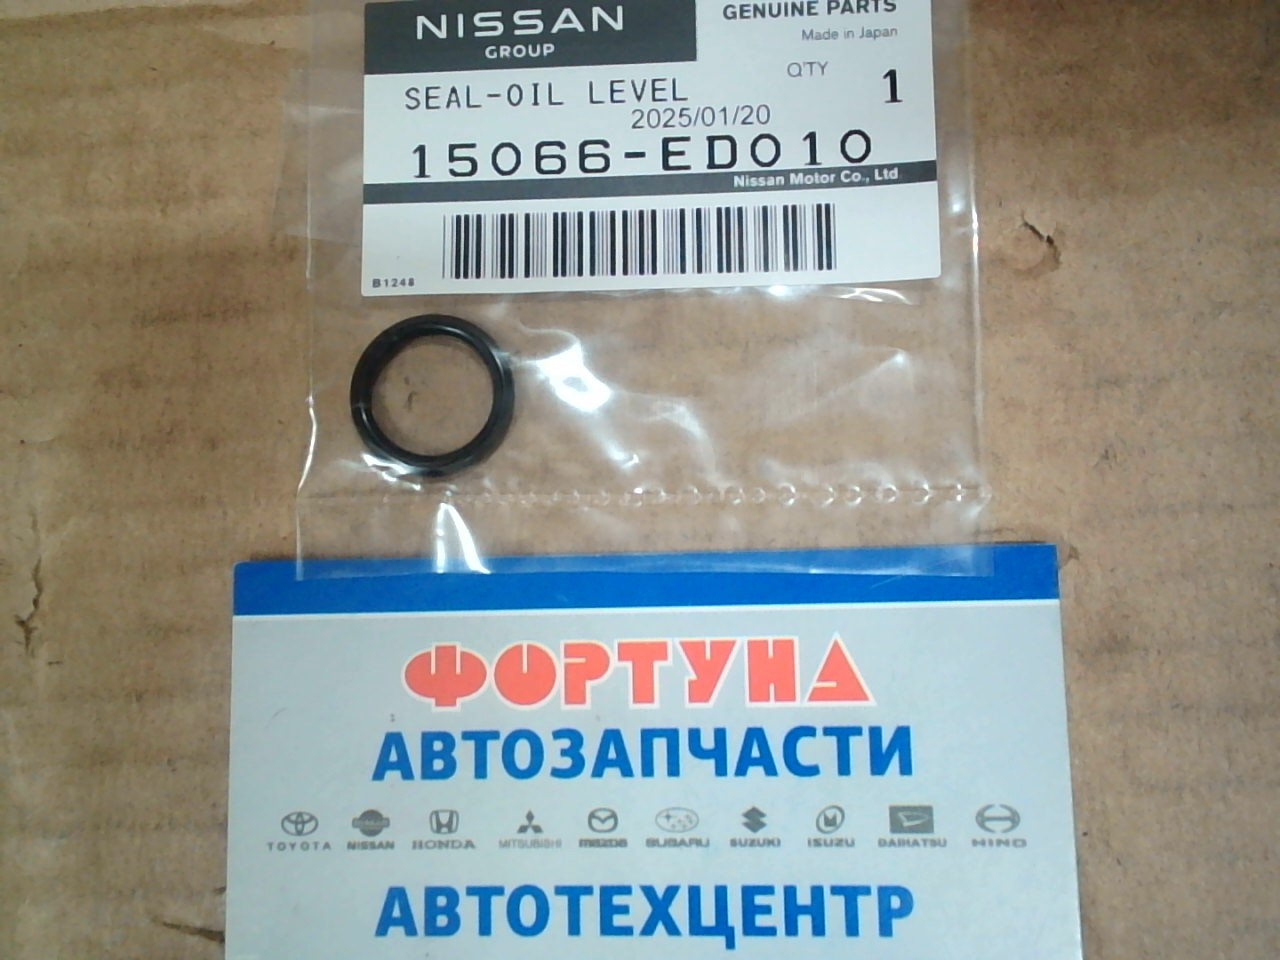 NISSAN
GROUP
GENUINE PARTS
Made in Japan
SEAL-OIL LEVEL
Q'TY 1
2025/01/20
15066-ED010
Nissan Motor Co., Ltd
B1248
ФОРТУНА
АВТОЗАПЧАСТИ
TOYOTA NISSAN HONDA MITSUBISHI mazda SUBARU SUZUKI ISUZU DAIHATSU HINO
АВТОТЕХЦЕНТР